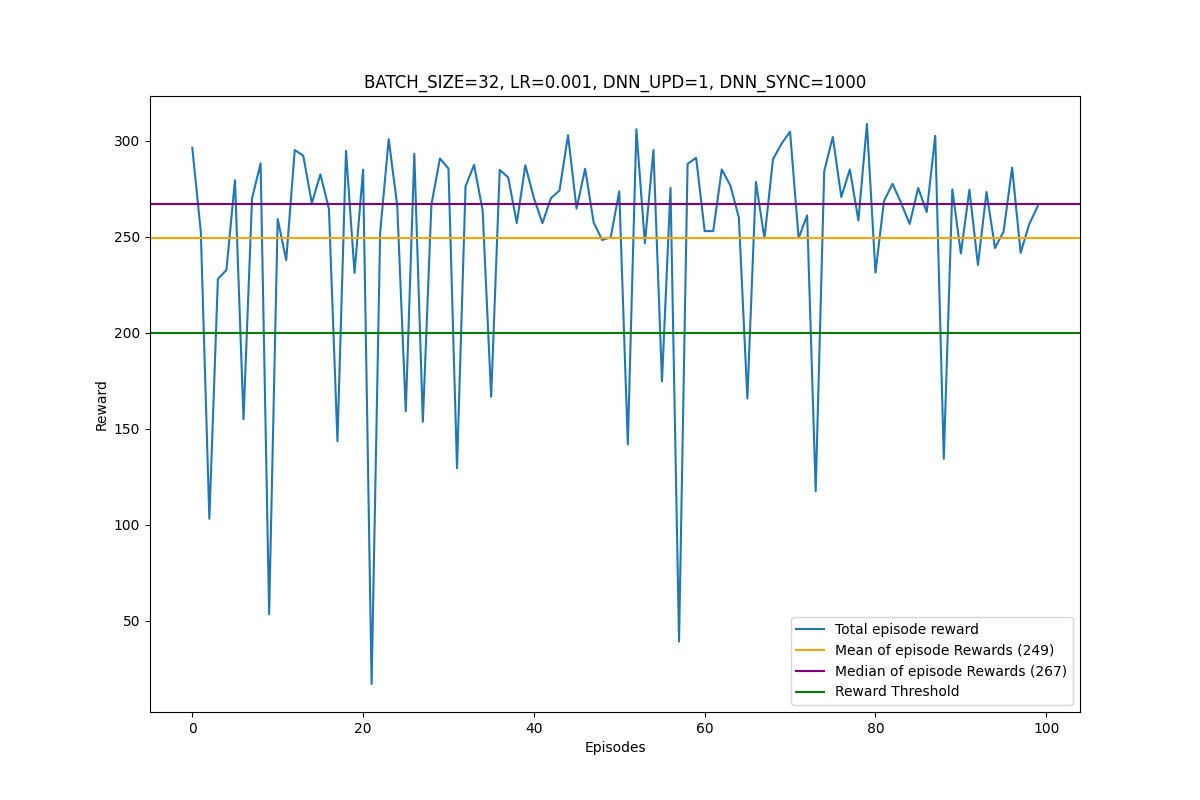 BATCH_SIZE=32, LR=0.001, DNN_UPD=1, DNN_SYNC=1000
300
250
200
150
100
50
Reward
Total episode reward
Mean of episode Rewards (249)
Median of episode Rewards (267)
Reward Threshold
0 20 40 60 80 100
Episodes